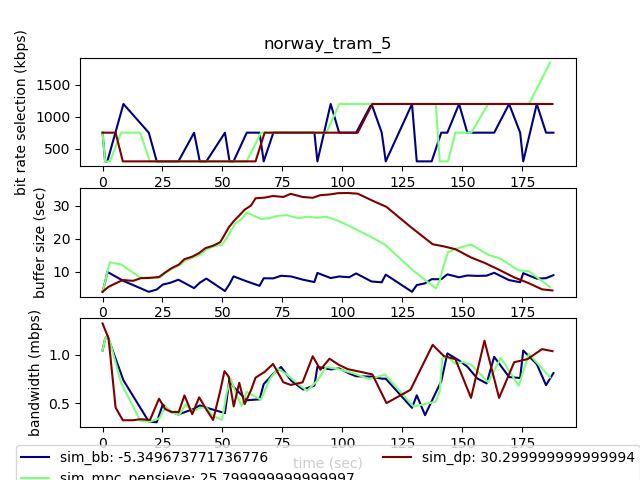 norway_tram_5
bit rate selection (kbps)
1500
1000
500
0 25 50 75 100 125 150 175
buffer size (sec)
30
20
10
0 25 50 75 100 125 150 175
bandwidth (mbps)
1.0
0.5
0 25 50 75 100 125 150 175
time (sec)
sim_bb: -5.349673771736776
sim_dp: 30.299999999999994
sim_mpc_pensieve: 25.799999999999997